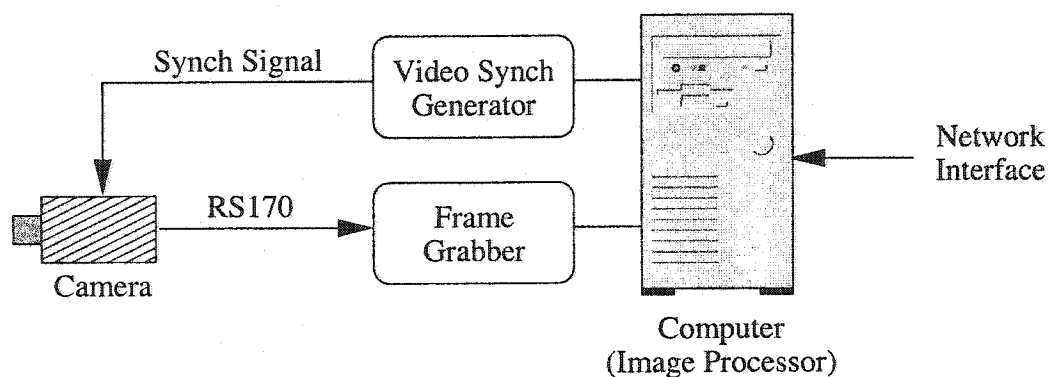 Synch Signal
Video Synch
Generator
Network
Interface
RS170
Frame
Grabber
Camera
Computer
(Image Processor)